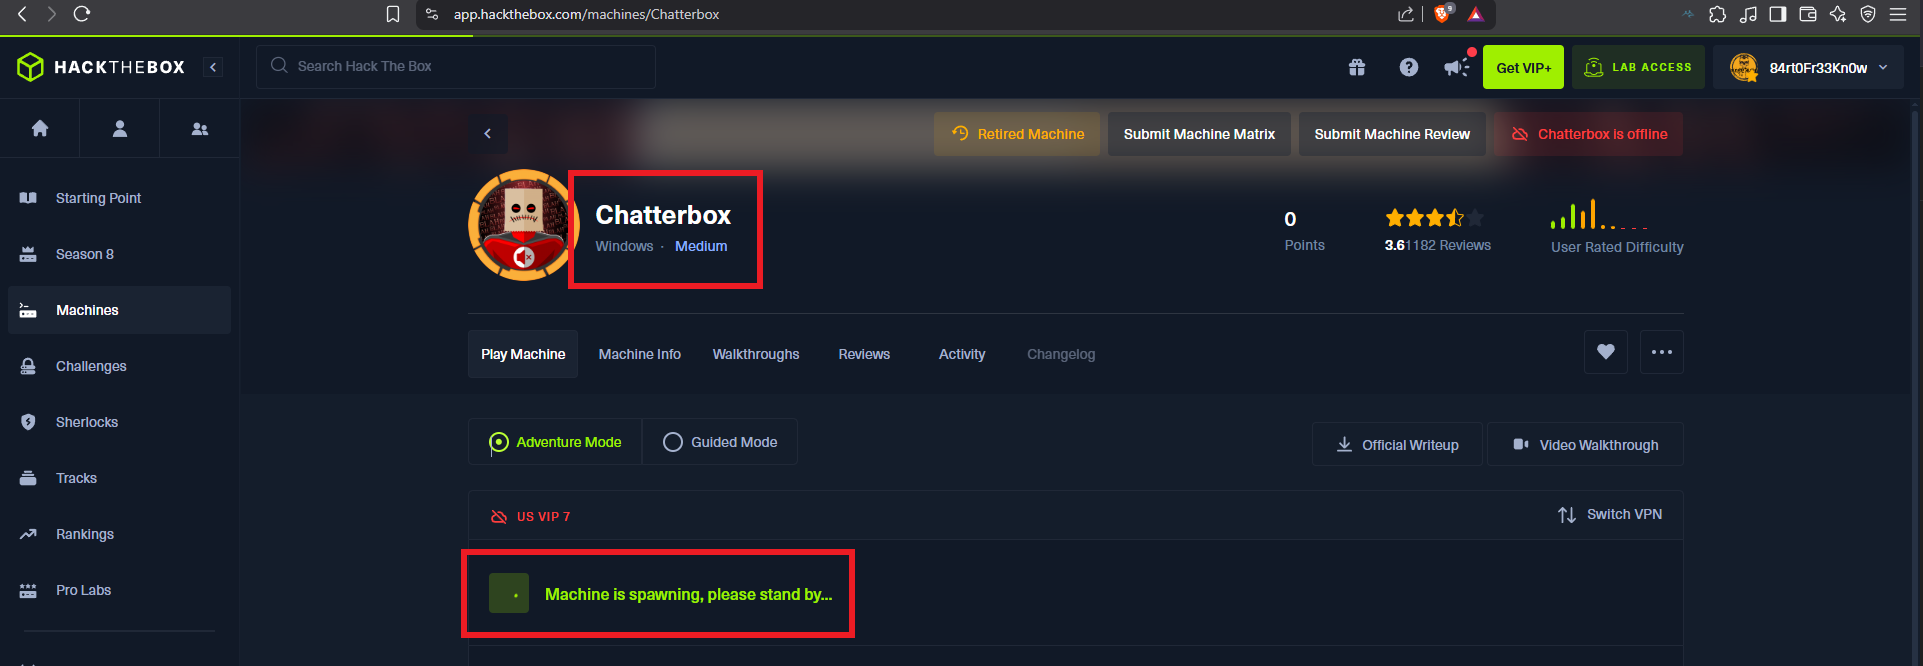 app.hackthebox.com/machines/Chatterbox
9
HACKTHEBOX
Search Hack The Box
Get VIP+
LAB ACCESS
84rt0Fr33Kn0w
Retired Machine
Submit Machine Matrix
Submit Machine Review
Chatterbox is offline
Starting Point
Season 8
Machines
Challenges
Sherlocks
Tracks
Rankings
Pro Labs
Chatterbox
Windows · Medium
0
Points
3.61182 Reviews
User Rated Difficulty
Play Machine
Machine Info
Walkthroughs
Reviews
Activity
Changelog
Adventure Mode
Guided Mode
Official Writeup
Video Walkthrough
US VIP 7
Switch VPN
Machine is spawning, please stand by...